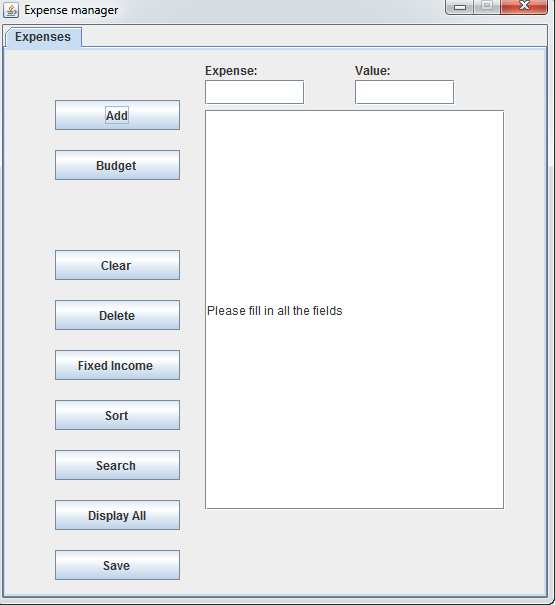 Expense manager
Expenses
Expense:
Value:
Add
Budget
Clear
Delete
Please fill in all the fields
Fixed Income
Sort
Search
Display All
Save